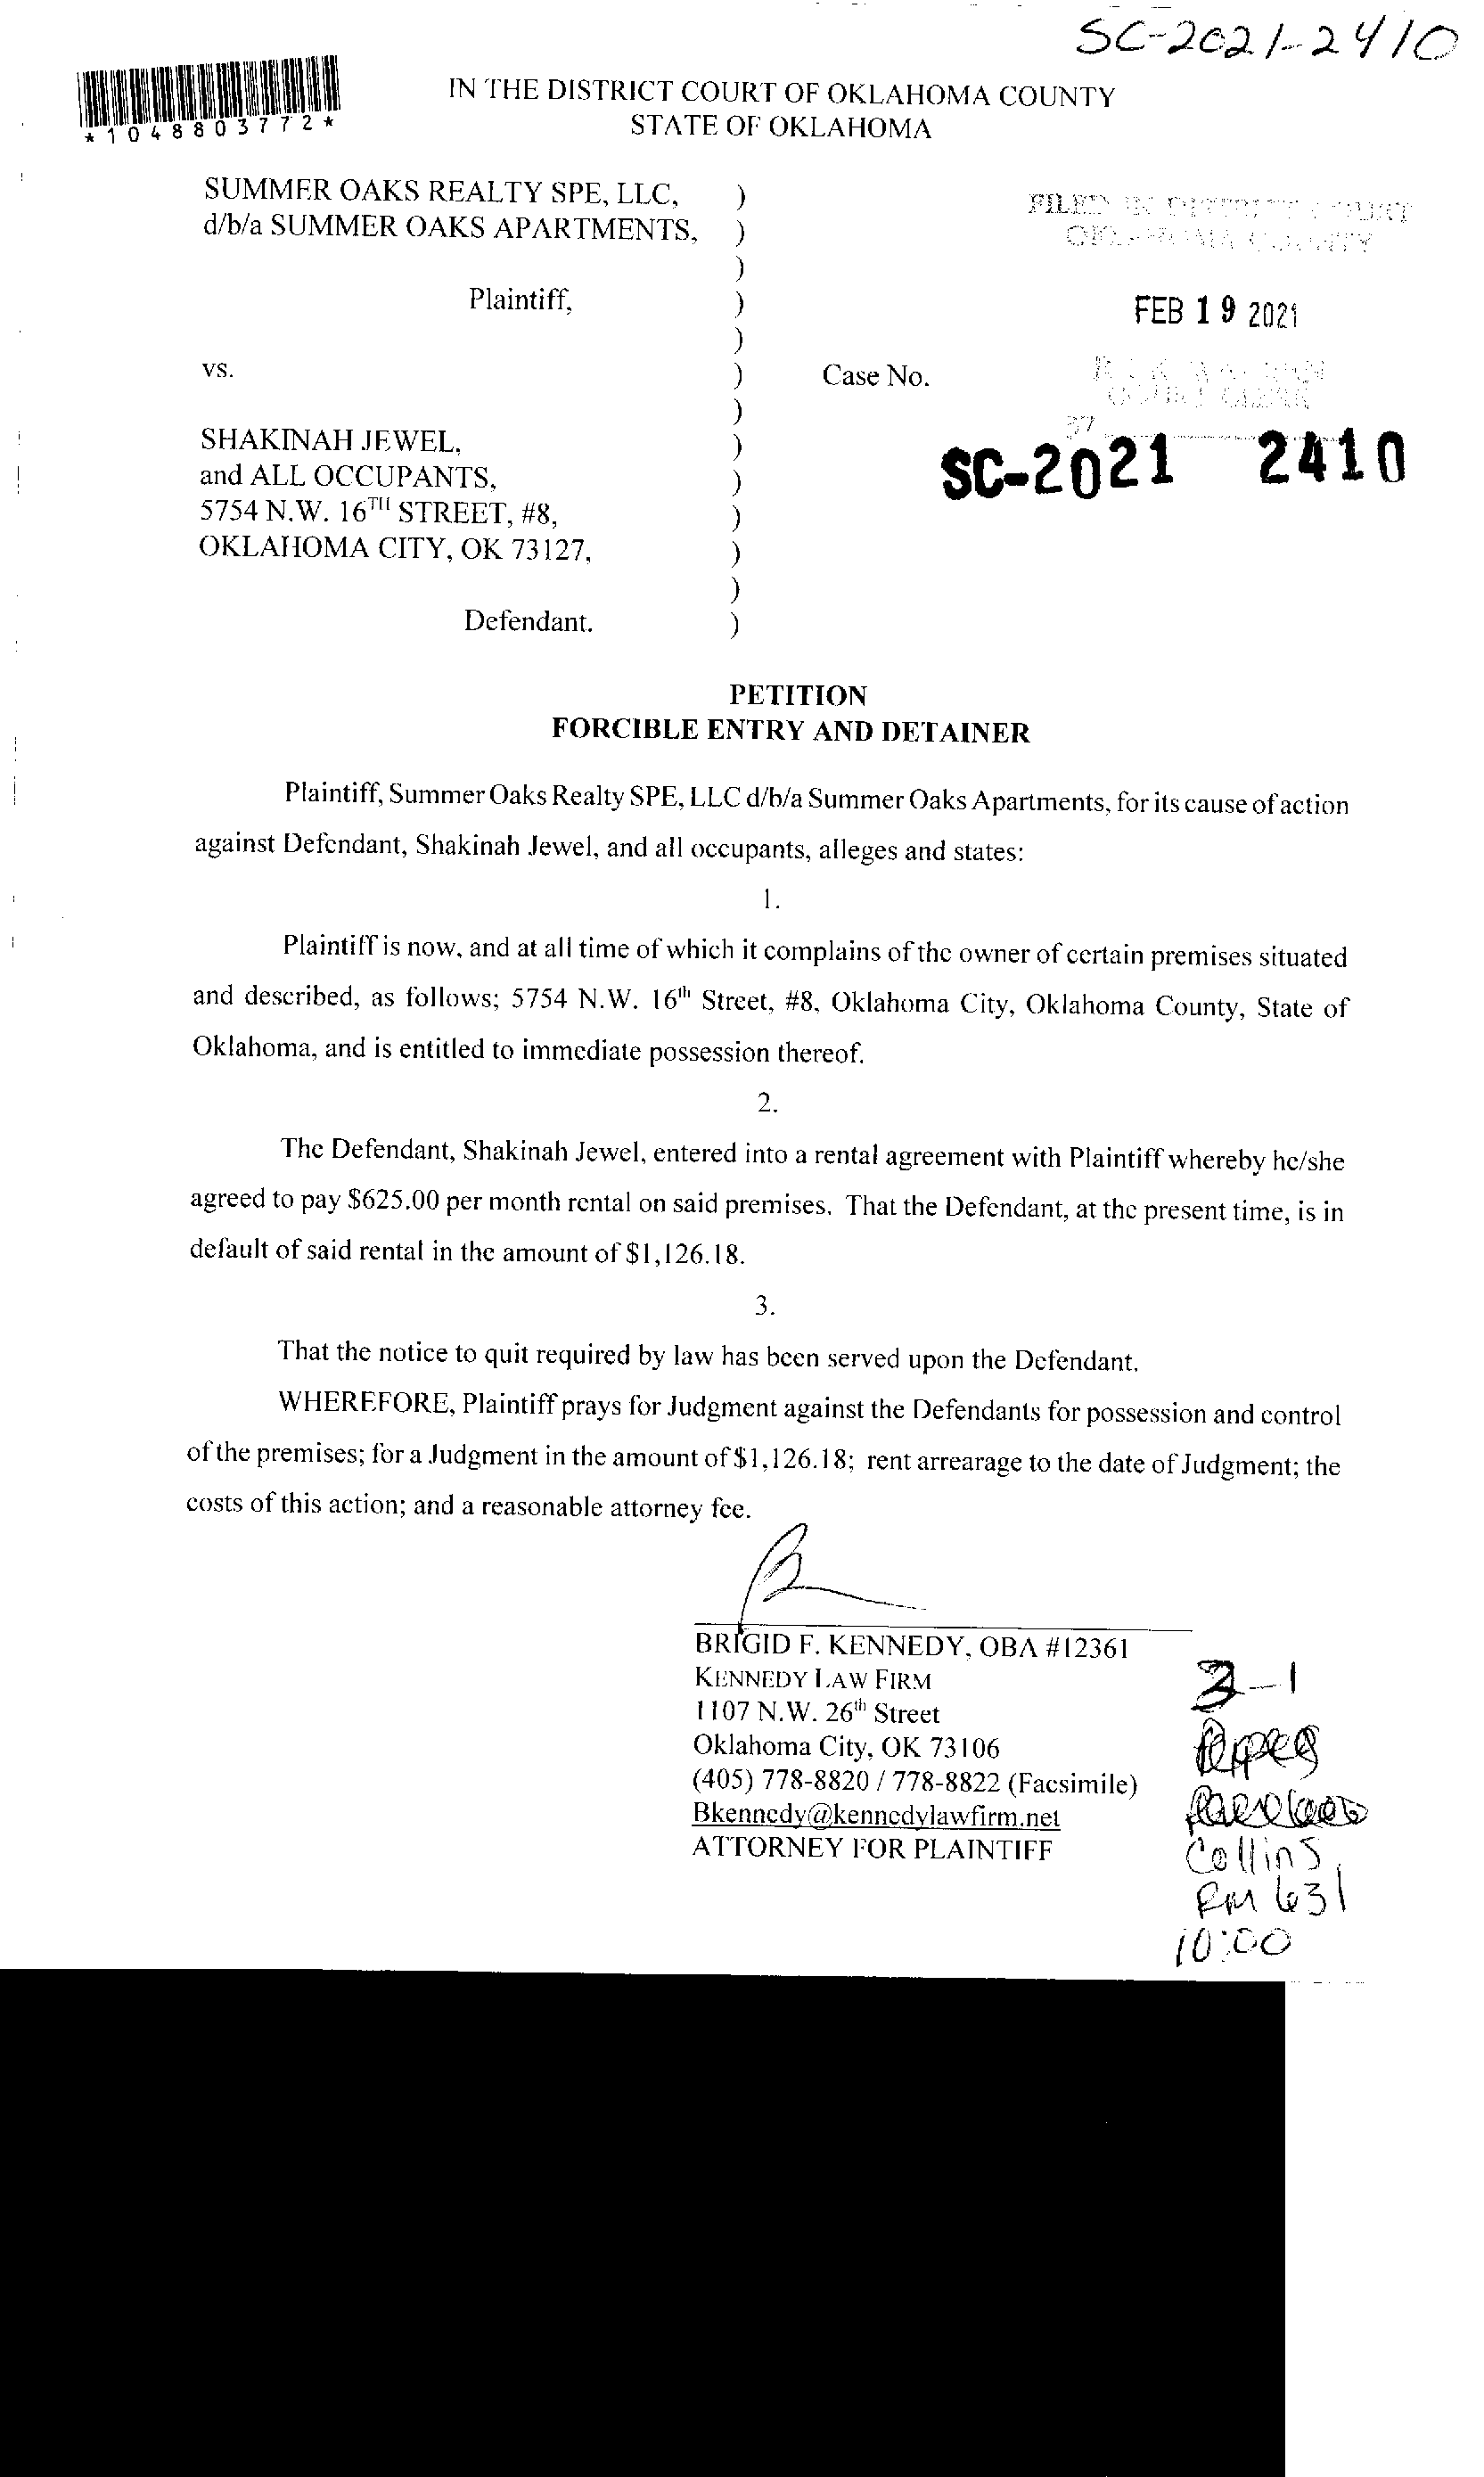 SC-2021-2410
*1048803772*
IN THE DISTRICT COURT OF OKLAHOMA COUNTY
STATE OF OKLAHOMA
SUMMER OAKS REALTY SPE, LLC, )
d/b/a SUMMER OAKS APARTMENTS, )
FILED IN DISTRICT COURT
OKLAHOMA COUNTY
)
Plaintiff, )
FEB 19 2021
)
vs. ) Case No.
COURT CLERK
37
)
SHAKINAH JEWEL, )
SC-2021 2410
and ALL OCCUPANTS, )
5754 N.W. 16TH STREET, #8, )
OKLAHOMA CITY, OK 73127, )
)
Defendant. )
PETITION
FORCIBLE ENTRY AND DETAINER
Plaintiff, Summer Oaks Realty SPE, LLC d/b/a Summer Oaks Apartments, for its cause of action
against Defendant, Shakinah Jewel, and all occupants, alleges and states:
1.
Plaintiff is now, and at all time of which it complains of the owner of certain premises situated
and described, as follows; 5754 N.W. 16th Street, #8, Oklahoma City, Oklahoma County, State of
Oklahoma, and is entitled to immediate possession thereof.
2.
The Defendant, Shakinah Jewel, entered into a rental agreement with Plaintiff whereby he/she
agreed to pay $625.00 per month rental on said premises. That the Defendant, at the present time, is in
default of said rental in the amount of $1,126.18.
3.
That the notice to quit required by law has been served upon the Defendant.
WHEREFORE, Plaintiff prays for Judgment against the Defendants for possession and control
of the premises; for a Judgment in the amount of $1,126.18; rent arrearage to the date of Judgment; the
costs of this action; and a reasonable attorney fee.
BRIGID F. KENNEDY, OBA #12361
KENNEDY LAW FIRM
1107 N.W. 26th Street
Oklahoma City, OK 73106
(405) 778-8820 / 778-8822 (Facsimile)
Bkennedy@kennedylawfirm.net
ATTORNEY FOR PLAINTIFF
3-1
Collins
RM 631
10:00